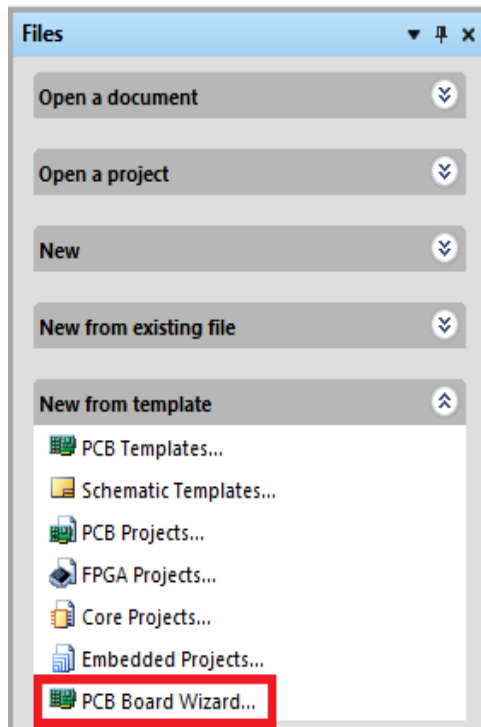 Files
Open a document
Open a project
New
New from existing file
New from template
PCB Templates...
Schematic Templates...
PCB Projects...
FPGA Projects...
Core Projects...
Embedded Projects...
PCB Board Wizard...